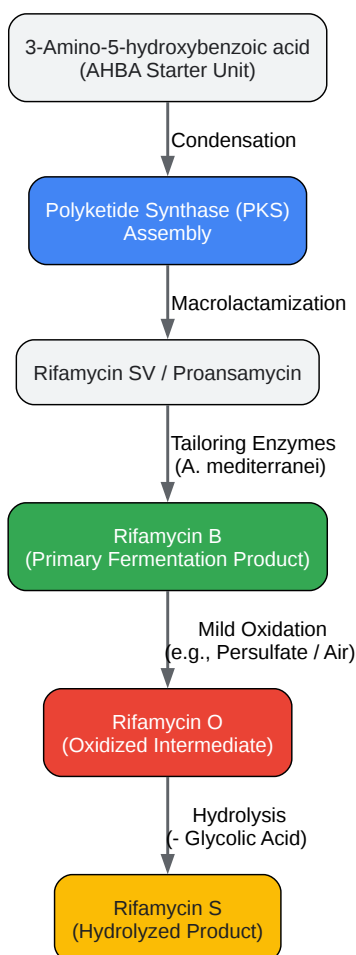 3-Amino-5-hydroxybenzoic acid
(AHBA Starter Unit)
Condensation
Polyketide Synthase (PKS)
Assembly
Macrolactamization
Rifamycin SV / Proansamycin
Tailoring Enzymes
(A. mediterranei)
Rifamycin B
(Primary Fermentation Product)
Mild Oxidation
(e.g., Persulfate / Air)
Rifamycin O
(Oxidized Intermediate)
Hydrolysis
(- Glycolic Acid)
Rifamycin S
(Hydrolyzed Product)